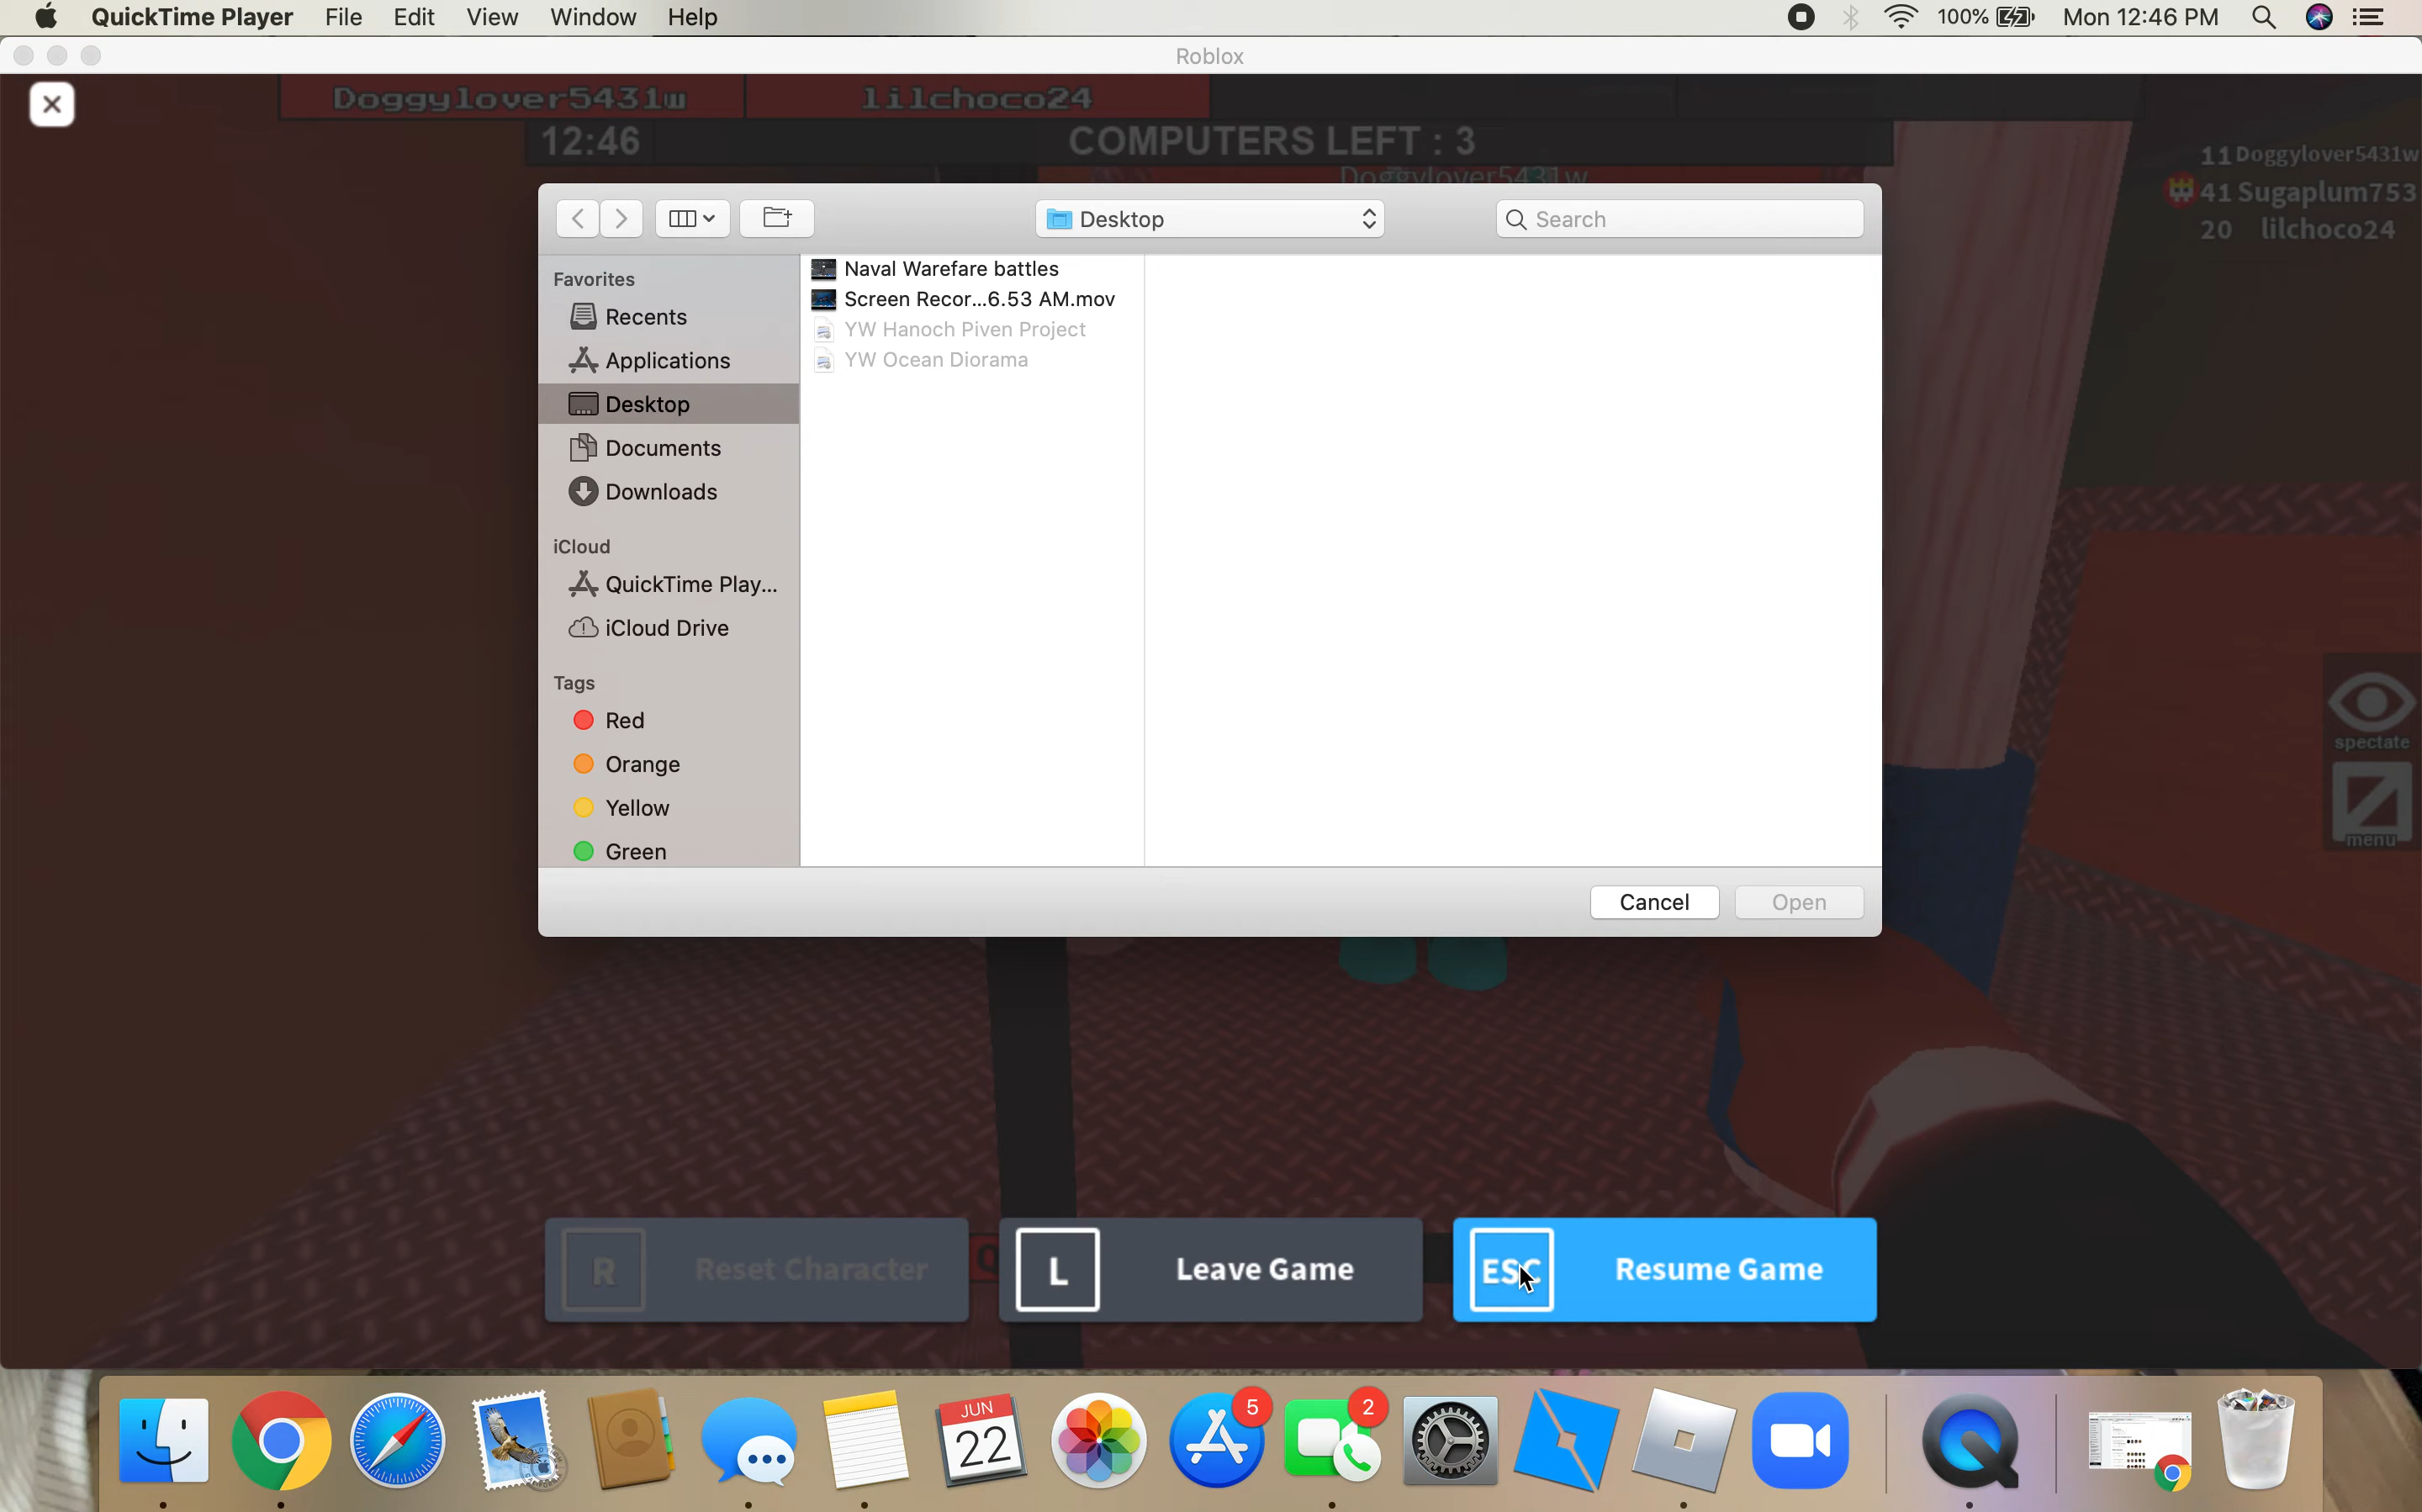 QuickTime Player File Edit View Window Help 100% Mon 12:46 PM
Roblox
Doggylover5431w lilchoco24
12:46 COMPUTERS LEFT : 3
Doggylover5431w
11 Doggylover5431w
41 Sugaplum753
20 lilchoco24
Desktop
Search
Favorites
Recents
Applications
Desktop
Documents
Downloads
iCloud
QuickTime Play...
iCloud Drive
Tags
Red
Orange
Yellow
Green
Naval Warefare battles
Screen Recor...6.53 AM.mov
YW Hanoch Piven Project
YW Ocean Diorama
Cancel Open
spectate
menu
R Reset Character
L Leave Game
ESC Resume Game
JUN
22
5
2